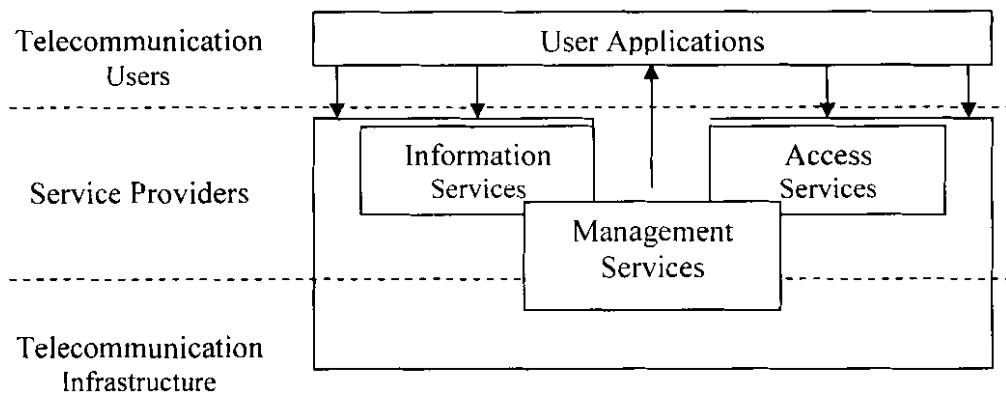 Telecommunication
Users
User Applications
Service Providers
Information
Services
Access
Services
Management
Services
Telecommunication
Infrastructure